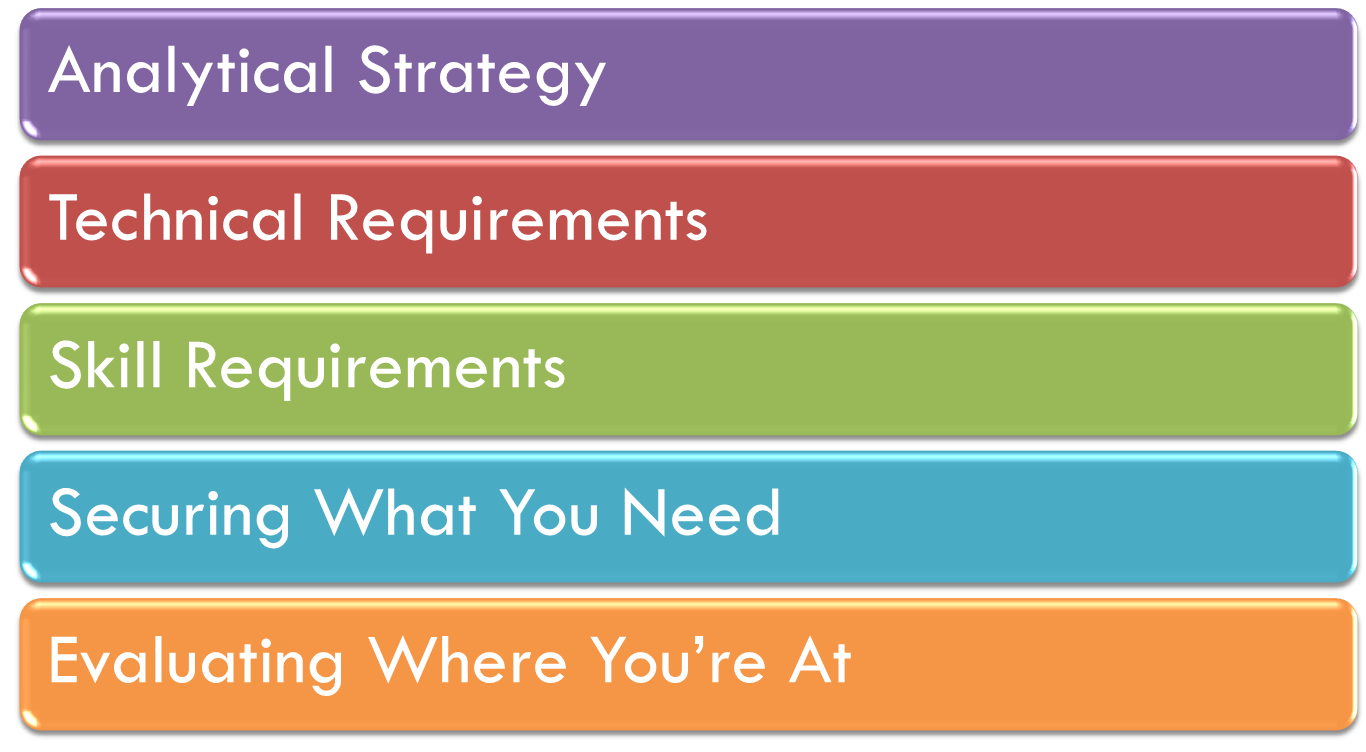 Analytical Strategy
Technical Requirements
Skill Requirements
Securing What You Need
Evaluating Where You’re At